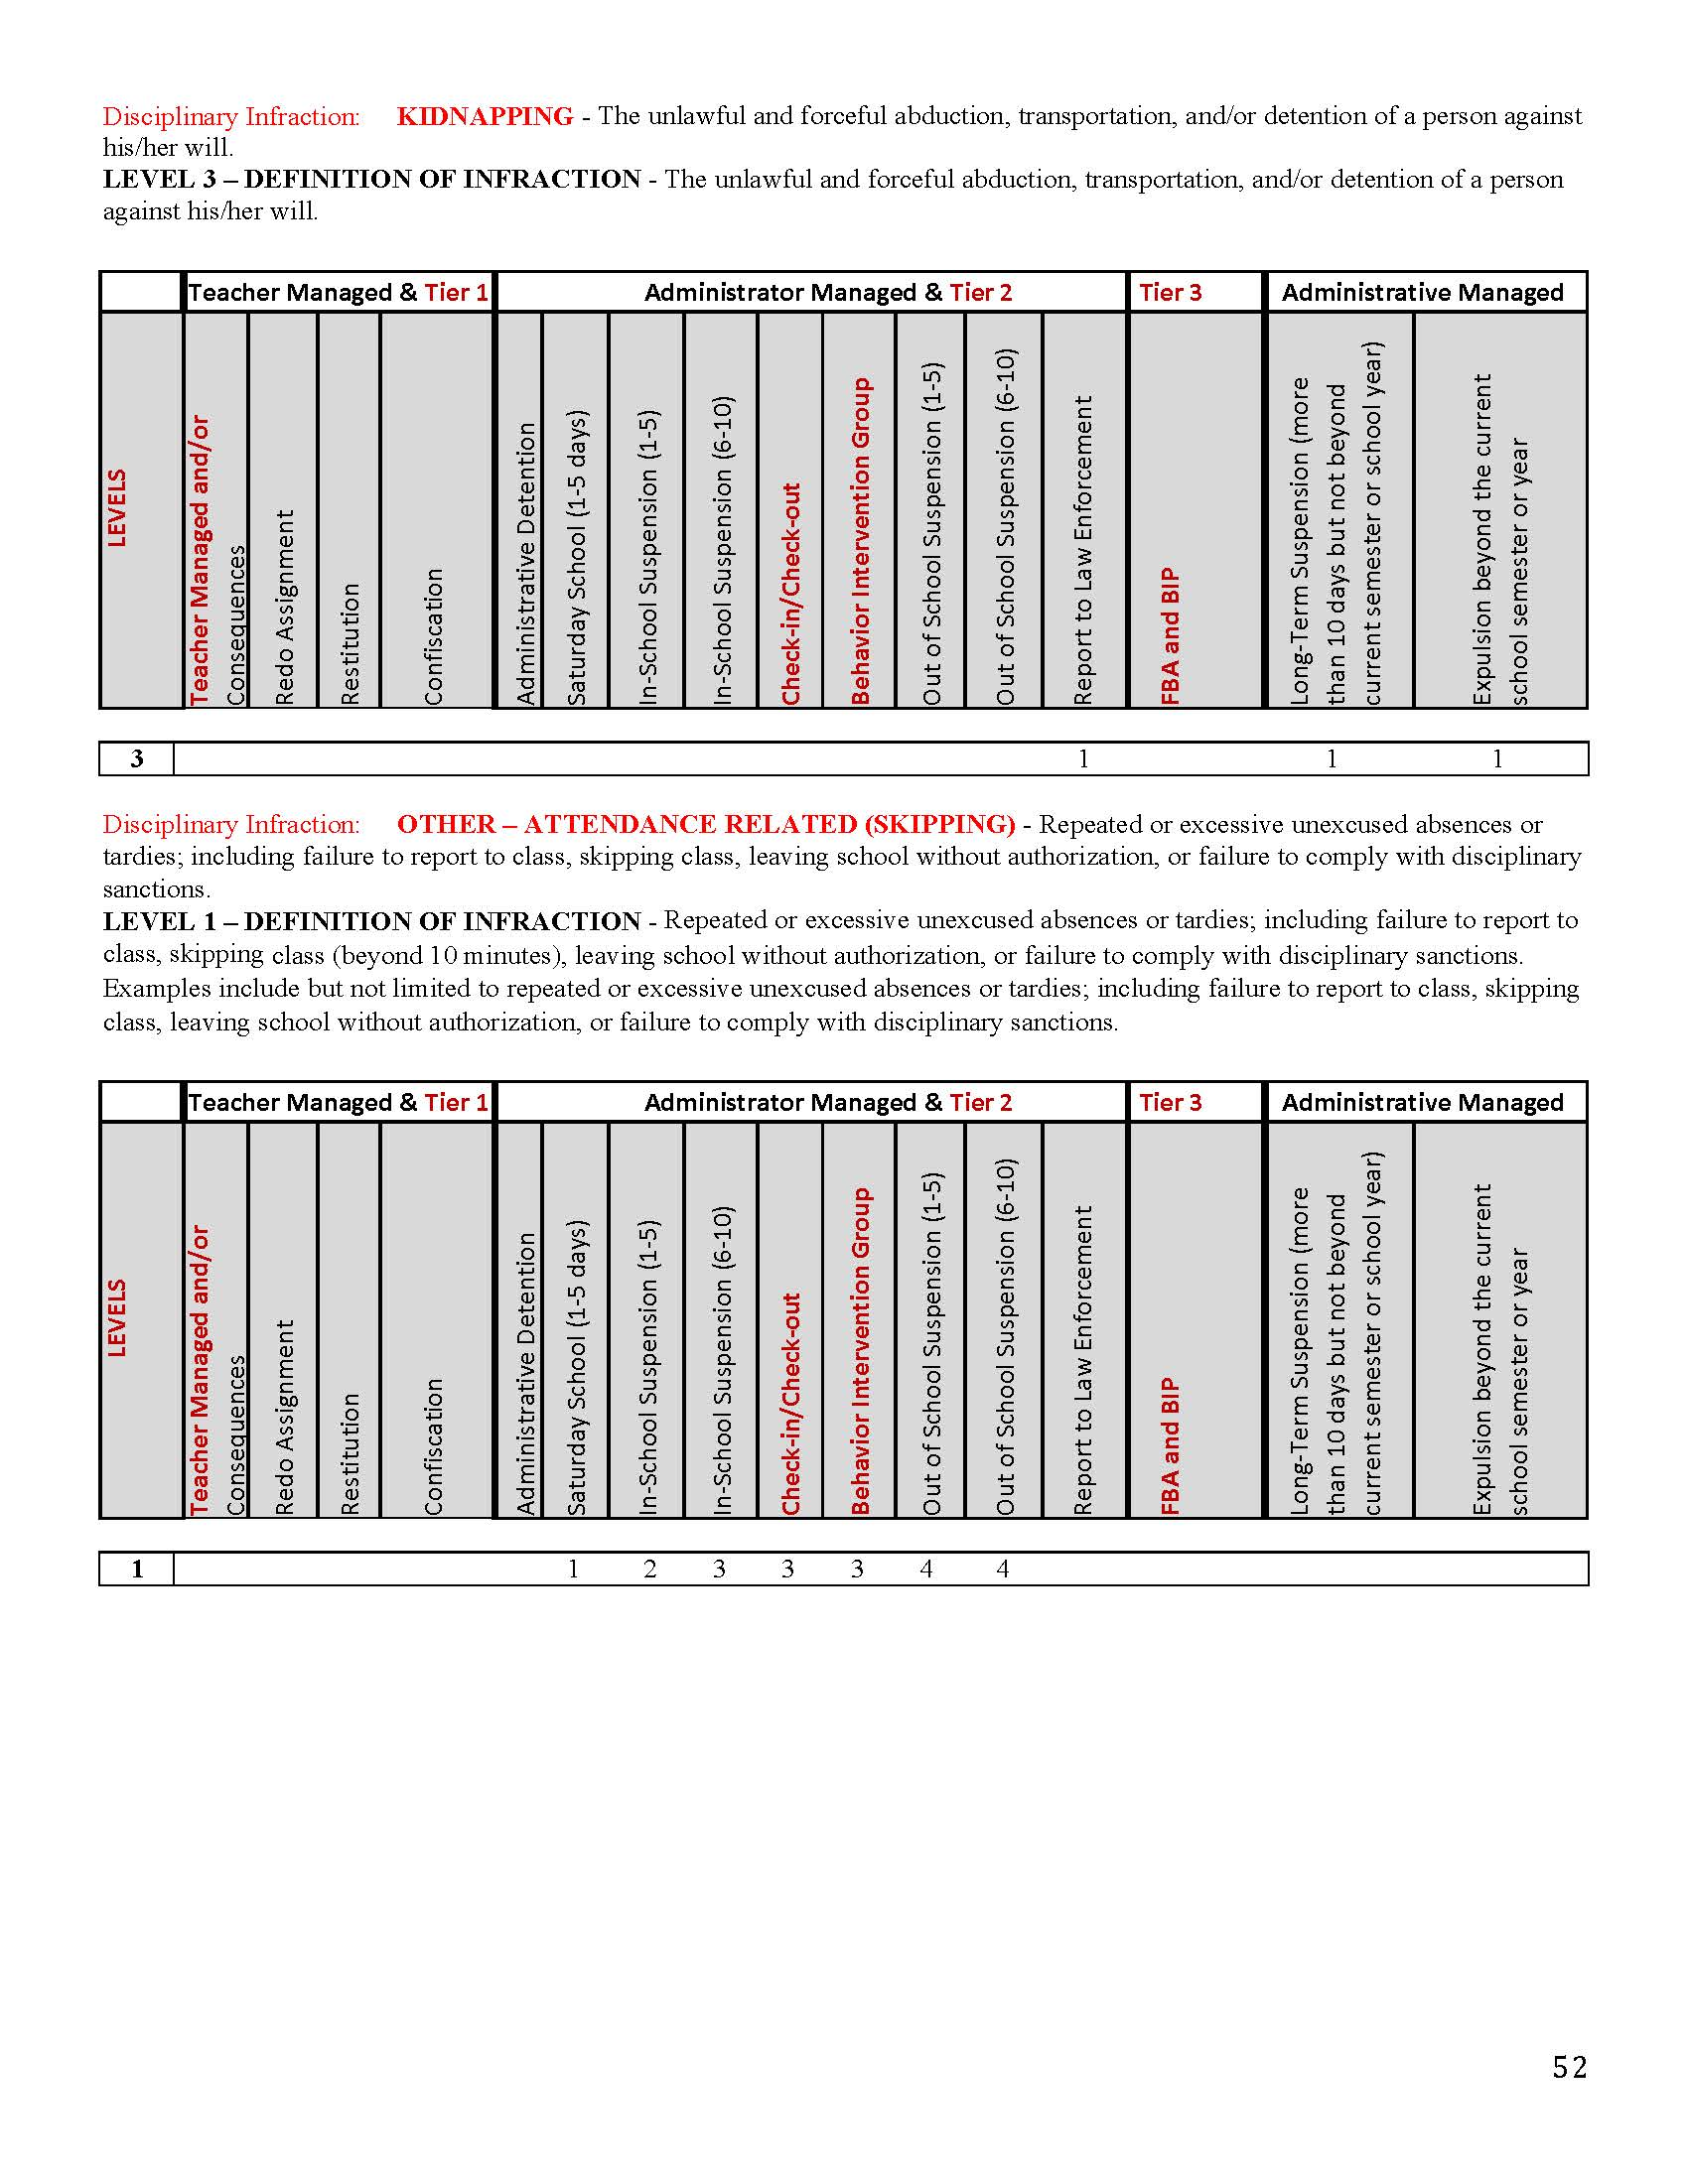 Disciplinary Infraction: KIDNAPPING - The unlawful and forceful abduction, transportation, and/or detention of a person against
his/her will.
LEVEL 3 – DEFINITION OF INFRACTION - The unlawful and forceful abduction, transportation, and/or detention of a person
against his/her will.
Teacher Managed & Tier 1
Administrator Managed & Tier 2
Tier 3
Administrative Managed
LEVELS
Teacher Managed and/or
Consequences
Redo Assignment
Restitution
Confiscation
Administrative Detention
Saturday School (1-5 days)
In-School Suspension (1-5)
In-School Suspension (6-10)
Check-in/Check-out
Behavior Intervention Group
Out of School Suspension (1-5)
Out of School Suspension (6-10)
Report to Law Enforcement
FBA and BIP
Long-Term Suspension (more
than 10 days but not beyond
current semester or school year)
Expulsion beyond the current
school semester or year
3 1 1 1
Disciplinary Infraction: OTHER – ATTENDANCE RELATED (SKIPPING) - Repeated or excessive unexcused absences or
tardies; including failure to report to class, skipping class, leaving school without authorization, or failure to comply with disciplinary
sanctions.
LEVEL 1 – DEFINITION OF INFRACTION - Repeated or excessive unexcused absences or tardies; including failure to report to
class, skipping class (beyond 10 minutes), leaving school without authorization, or failure to comply with disciplinary sanctions.
Examples include but not limited to repeated or excessive unexcused absences or tardies; including failure to report to class, skipping
class, leaving school without authorization, or failure to comply with disciplinary sanctions.
Teacher Managed & Tier 1
Administrator Managed & Tier 2
Tier 3
Administrative Managed
LEVELS
Teacher Managed and/or
Consequences
Redo Assignment
Restitution
Confiscation
Administrative Detention
Saturday School (1-5 days)
In-School Suspension (1-5)
In-School Suspension (6-10)
Check-in/Check-out
Behavior Intervention Group
Out of School Suspension (1-5)
Out of School Suspension (6-10)
Report to Law Enforcement
FBA and BIP
Long-Term Suspension (more
than 10 days but not beyond
current semester or school year)
Expulsion beyond the current
school semester or year
1 1 2 3 3 3 4 4
52